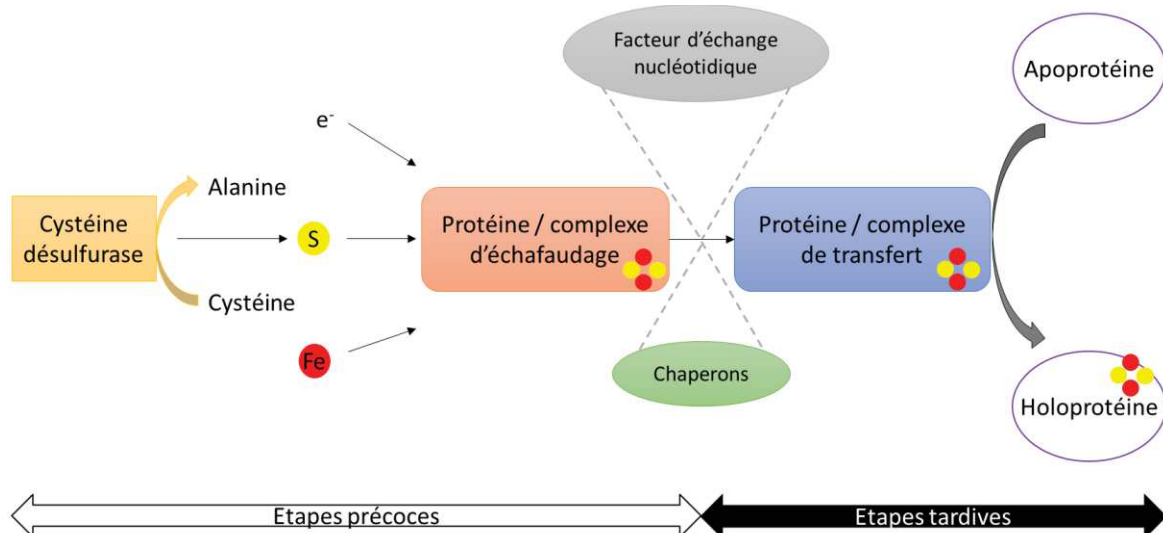 Facteur d'échange
nucléotidique
Apoprotéine
e-
Alanine
Cystéine
désulfurase
S
Protéine / complexe
d'échafaudage
Protéine / complexe
de transfert
Cystéine
Fe
Chaperons
Holoprotéine
Etapes précoces
Etapes tardives